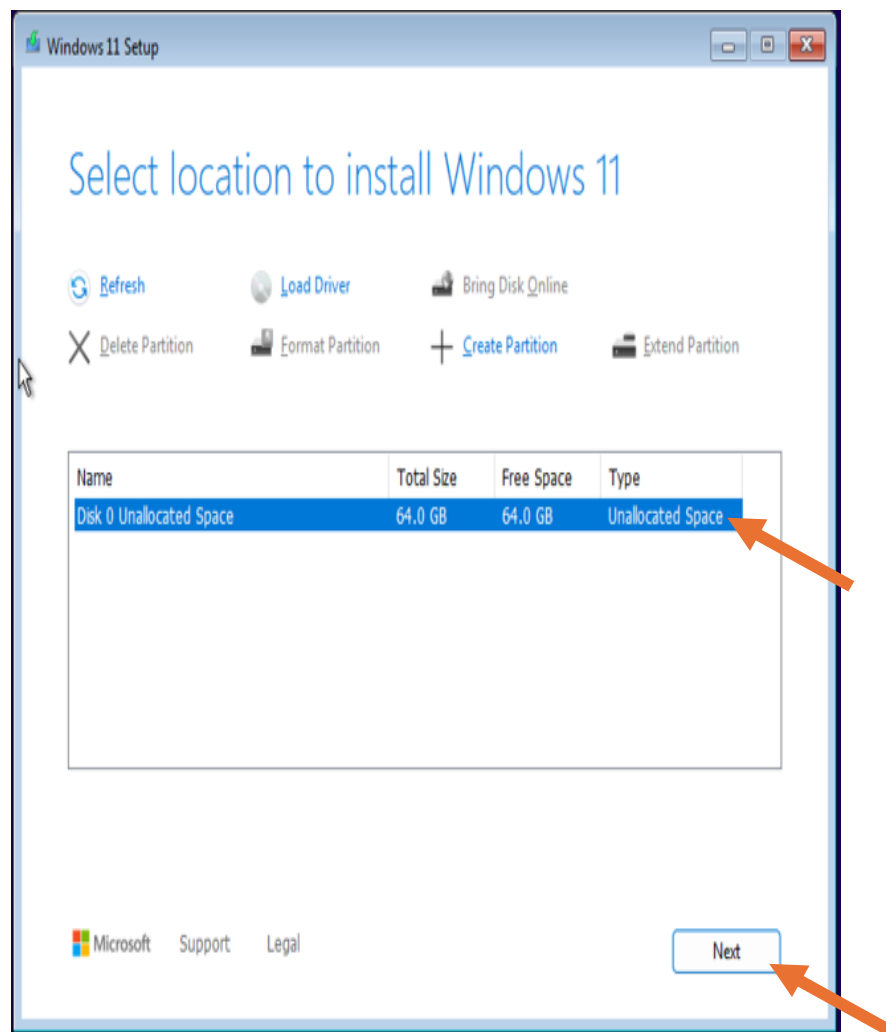 Windows 11 Setup
Select location to install Windows 11
Refresh Load Driver Bring Disk Online
Delete Partition Format Partition Create Partition Extend Partition
Name Total Size Free Space Type
Disk 0 Unallocated Space 64.0 GB 64.0 GB Unallocated Space
Microsoft Support Legal Next